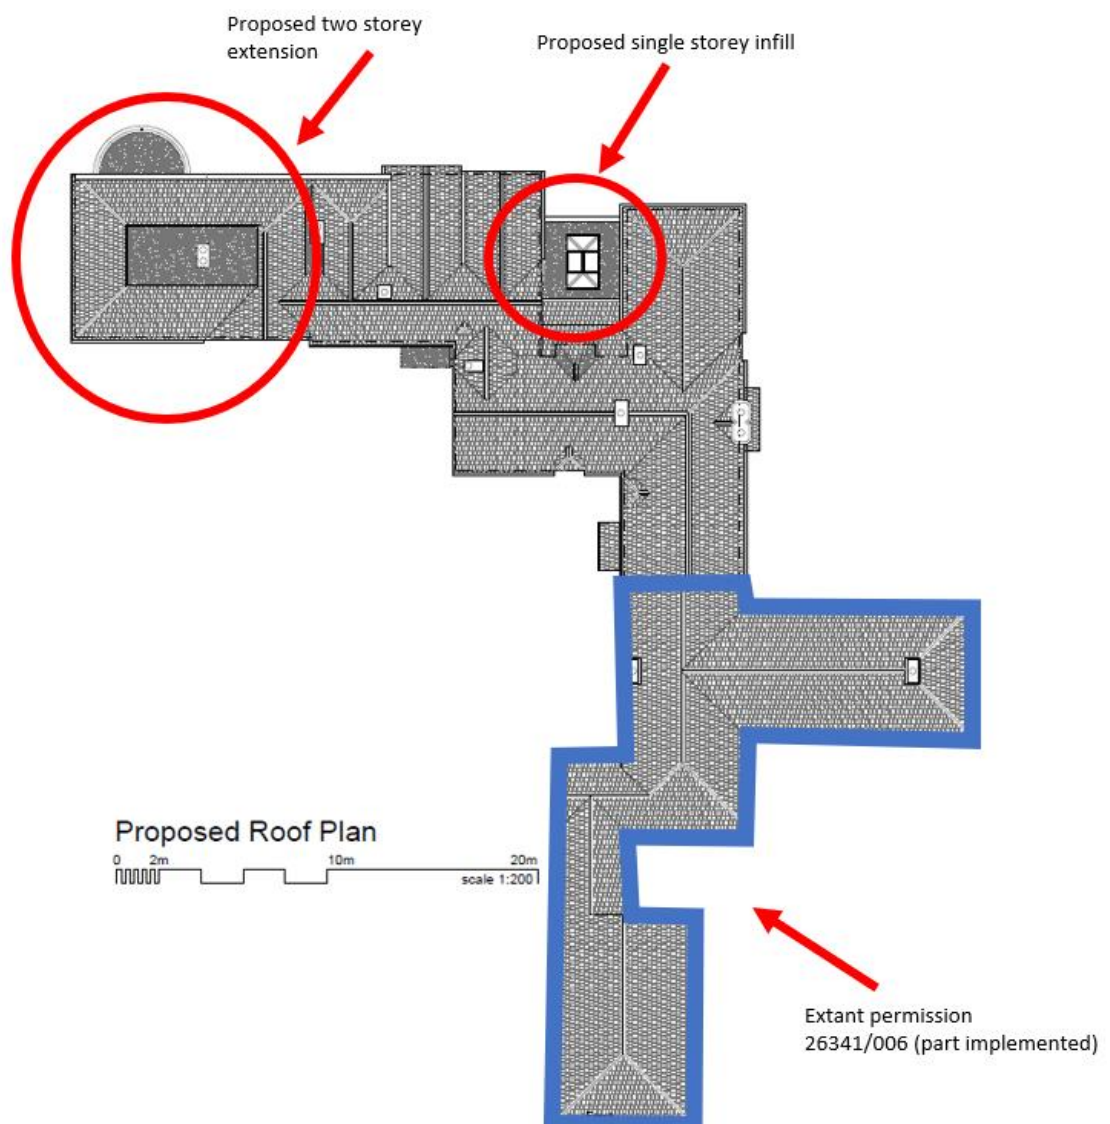 Proposed two storey
extension
Proposed single storey infill
Proposed Roof Plan
0 2m 10m 20m
scale 1:200
Extant permission
26341/006 (part implemented)